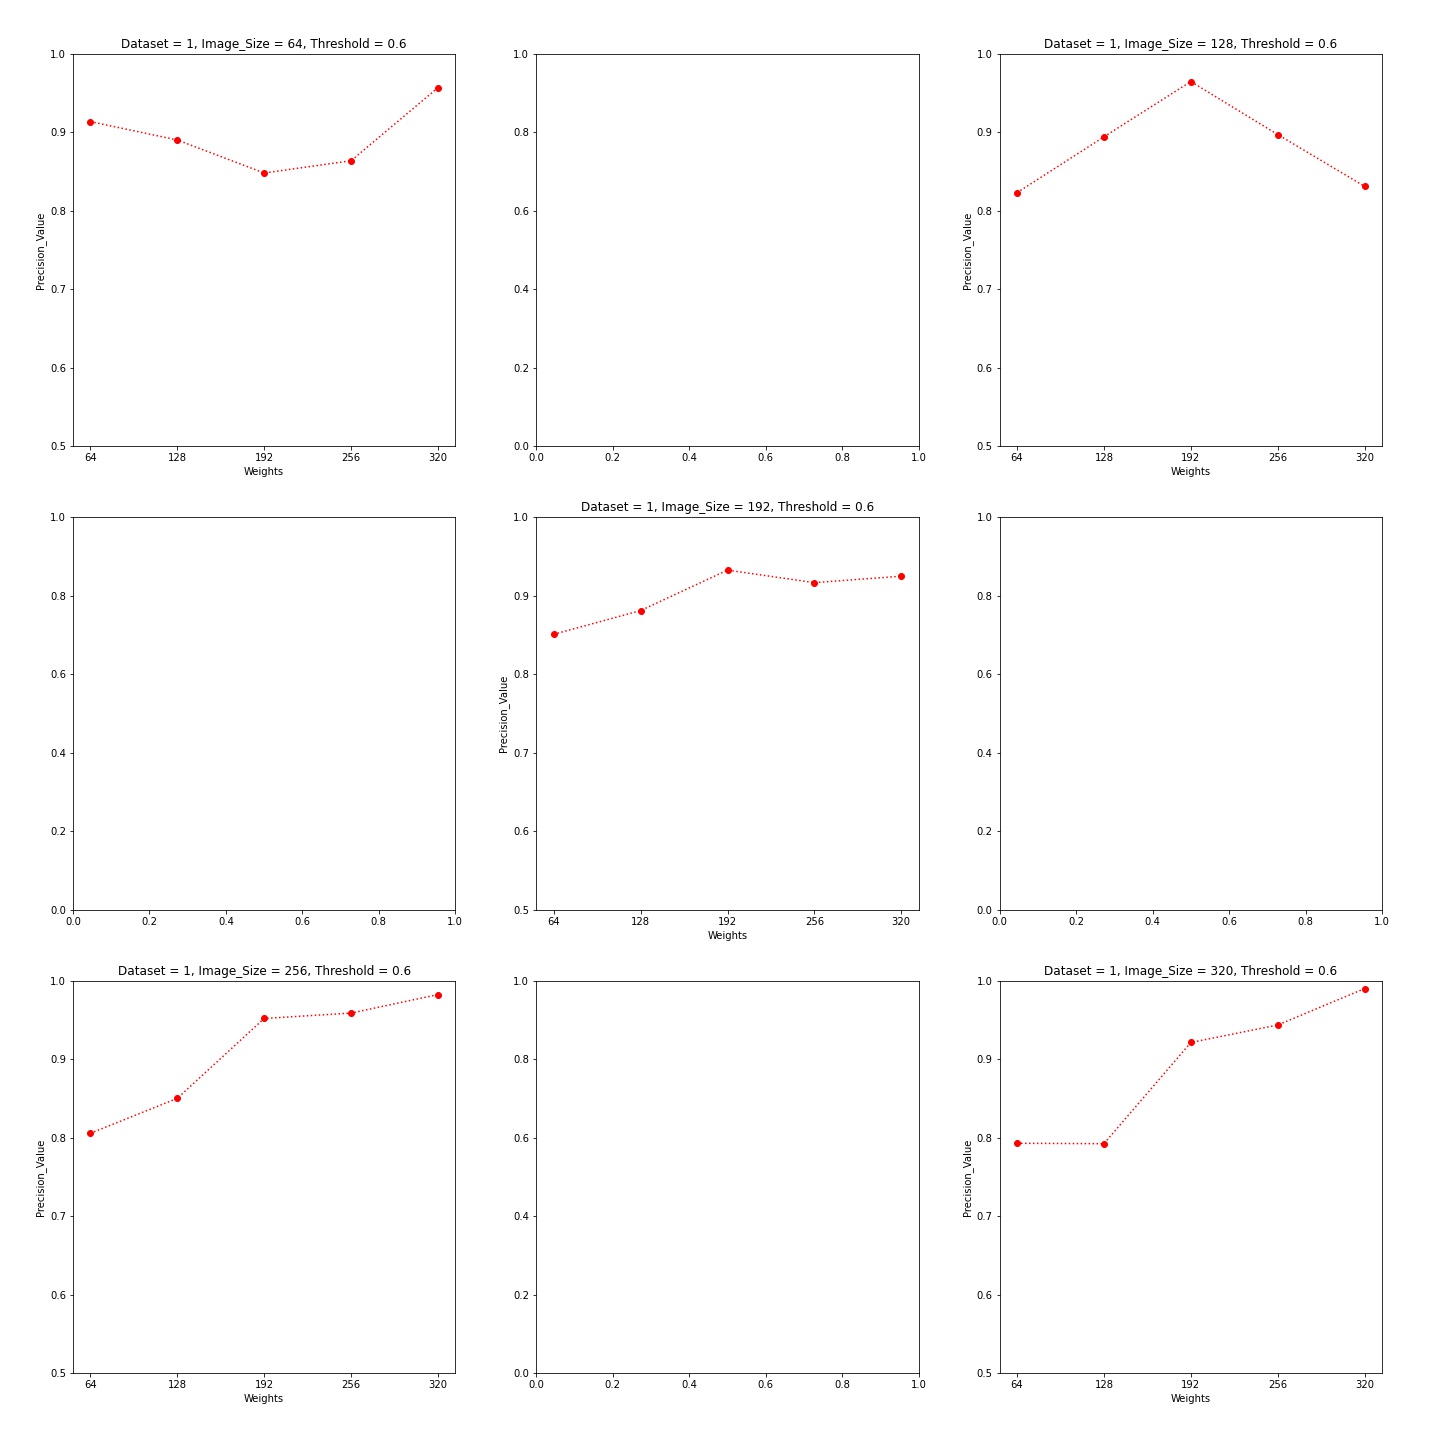 Dataset = 1, Image_Size = 64, Threshold = 0.6
1.0
0.9
0.8
0.7
0.6
0.5
Precision_Value
64 128 192 256 320
Weights
1.0
0.8
0.6
0.4
0.2
0.0
0.0 0.2 0.4 0.6 0.8 1.0
Dataset = 1, Image_Size = 128, Threshold = 0.6
1.0
0.9
0.8
0.7
0.6
0.5
Precision_Value
64 128 192 256 320
Weights
1.0
0.8
0.6
0.4
0.2
0.0
0.0 0.2 0.4 0.6 0.8 1.0
Dataset = 1, Image_Size = 192, Threshold = 0.6
1.0
0.9
0.8
0.7
0.6
0.5
Precision_Value
64 128 192 256 320
Weights
1.0
0.8
0.6
0.4
0.2
0.0
0.0 0.2 0.4 0.6 0.8 1.0
Dataset = 1, Image_Size = 256, Threshold = 0.6
1.0
0.9
0.8
0.7
0.6
0.5
Precision_Value
64 128 192 256 320
Weights
1.0
0.8
0.6
0.4
0.2
0.0
0.0 0.2 0.4 0.6 0.8 1.0
Dataset = 1, Image_Size = 320, Threshold = 0.6
1.0
0.9
0.8
0.7
0.6
0.5
Precision_Value
64 128 192 256 320
Weights